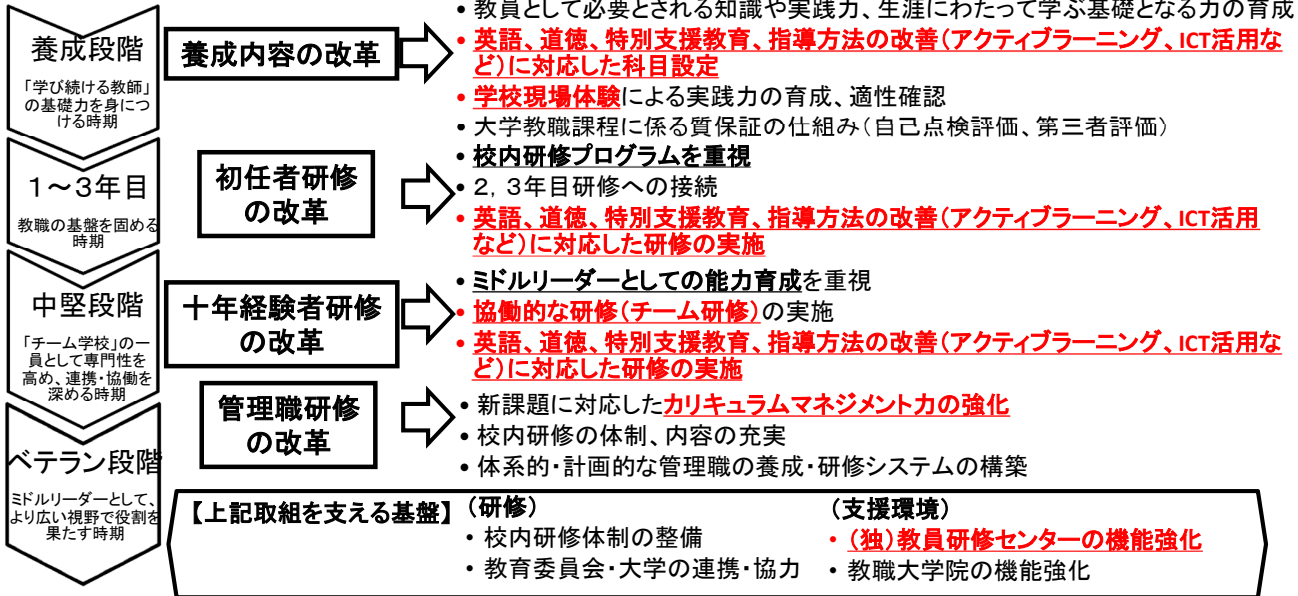 養成段階
「学び続ける教師」
の基礎力を身につ
ける時期
養成内容の改革
• 教員として必要とされる知識や実践力、生涯にわたって学ぶ基礎となる力の育成
• 英語、道徳、特別支援教育、指導方法の改善(アクティブラーニング、ICT活用な
ど)に対応した科目設定
• 学校現場体験による実践力の育成、適性確認
• 大学教職課程に係る質保証の仕組み(自己点検評価、第三者評価)
1~3年目
教職の基盤を固める
時期
初任者研修
の改革
• 校内研修プログラムを重視
• 2,3年目研修への接続
• 英語、道徳、特別支援教育、指導方法の改善(アクティブラーニング、ICT活用
など)に対応した研修の実施
中堅段階
「チーム学校」の一
員として専門性を
高め、連携・協働を
深める時期
十年経験者研修
の改革
• ミドルリーダーとしての能力育成を重視
• 協働的な研修(チーム研修)の実施
• 英語、道徳、特別支援教育、指導方法の改善(アクティブラーニング、ICT活用な
ど)に対応した研修の実施
管理職研修
の改革
• 新課題に対応したカリキュラムマネジメント力の強化
• 校内研修の体制、内容の充実
• 体系的・計画的な管理職の養成・研修システムの構築
ベテラン段階
ミドルリーダーとして、
より広い視野で役割を
果たす時期
【上記取組を支える基盤】
(研修)
• 校内研修体制の整備
• 教育委員会・大学の連携・協力
(支援環境)
• (独)教員研修センターの機能強化
• 教職大学院の機能強化